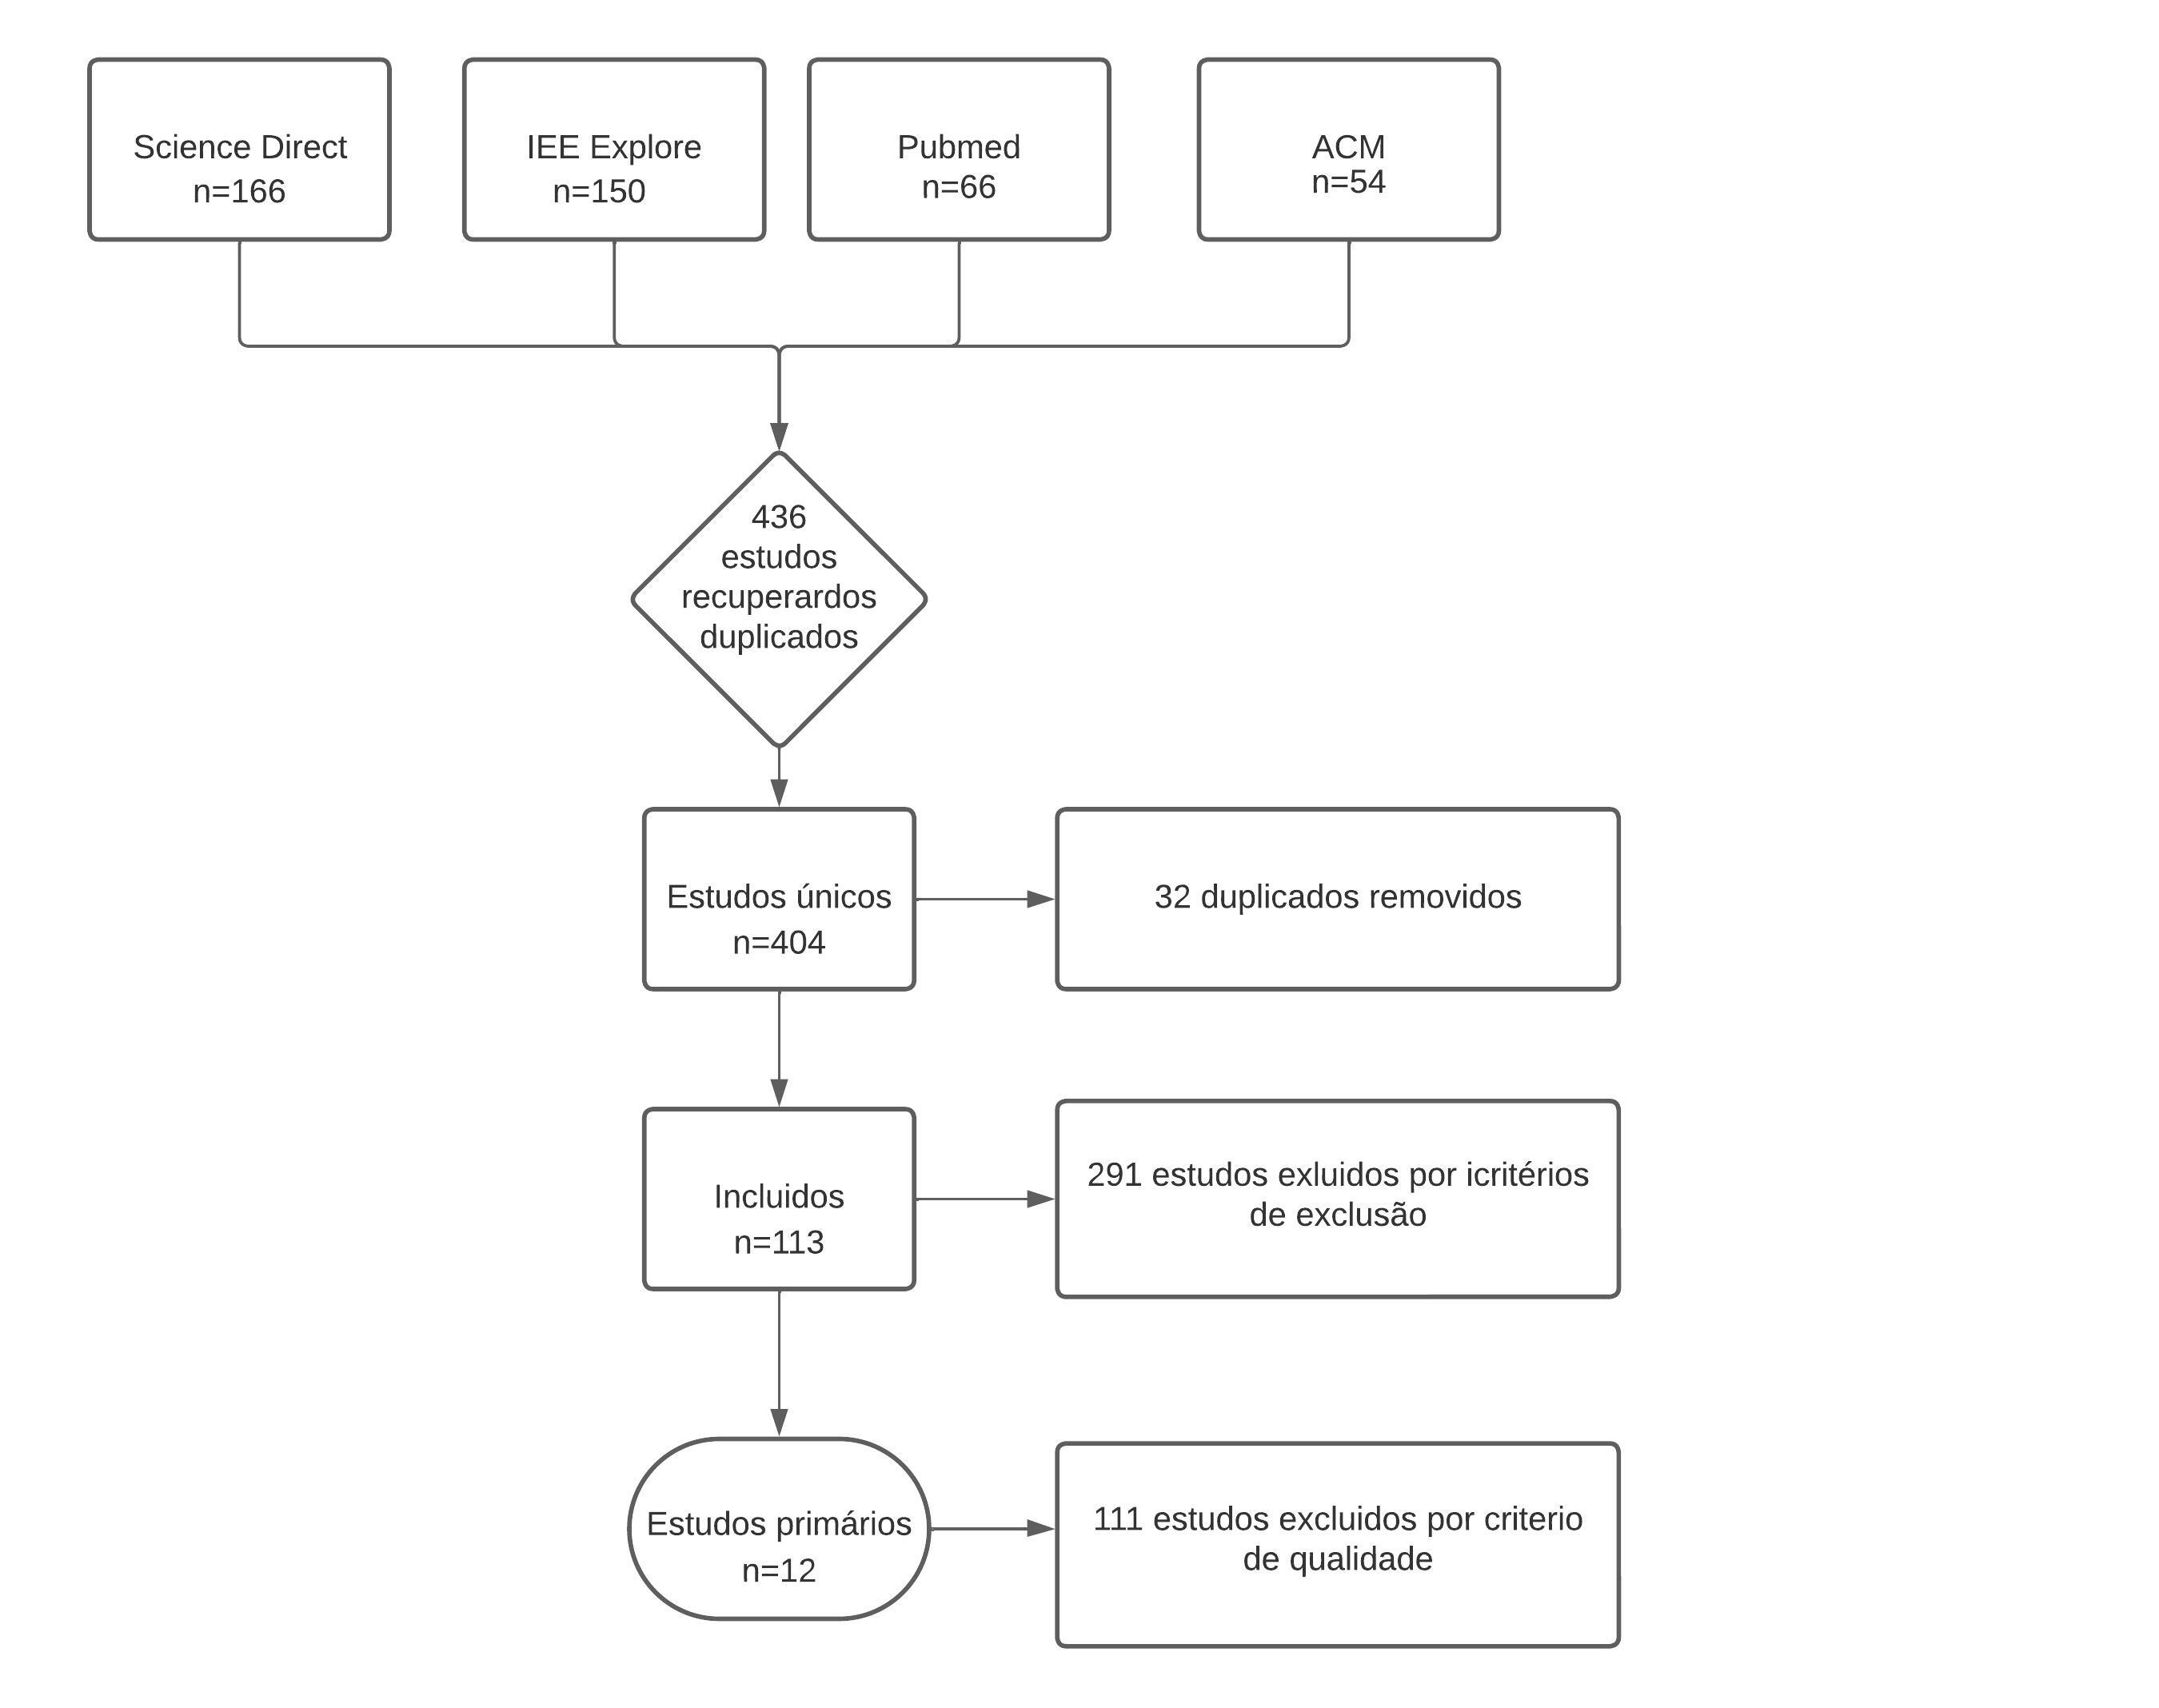 Science Direct
n=166
IEE Explore
n=150
Pubmed
n=66
ACM
n=54
436
estudos
recuperardos
duplicados
Estudos únicos
n=404
32 duplicados removidos
Incluidos
n=113
291 estudos exluidos por icritérios
de exclusão
Estudos primários
n=12
111 estudos excluidos por criterio
de qualidade